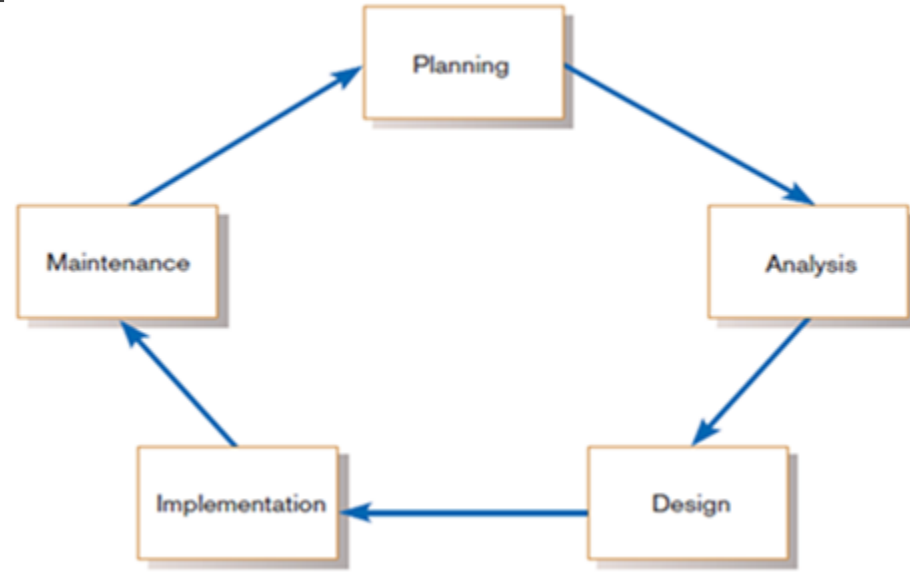 Planning
Analysis
Design
Implementation
Maintenance